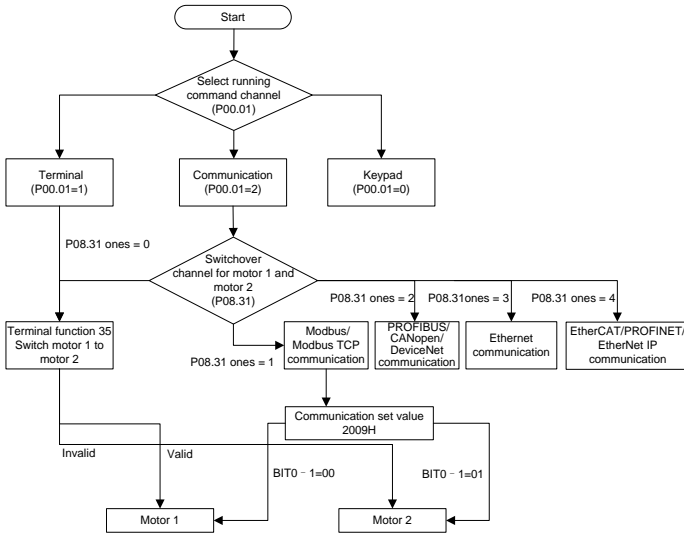 Start
Select running
command channel
(P00.01)
Terminal
(P00.01=1)
Communication
(P00.01=2)
Keypad
(P00.01=0)
P08.31 ones = 0
Switchover
channel for motor 1 and
motor 2
(P08.31)
P08.31 ones = 2
P08.31ones = 3
P08.31 ones = 4
Terminal function 35
Switch motor 1 to
motor 2
P08.31 ones = 1
Modbus/
Modbus TCP
communication
PROFIBUS/
CANopen/
DeviceNet
communication
Ethernet
communication
EtherCAT/PROFINET/
EtherNet IP
communication
Communication set value
2009H
Invalid
Valid
BIT0﹣1=00
BIT0﹣1=01
Motor 1
Motor 2